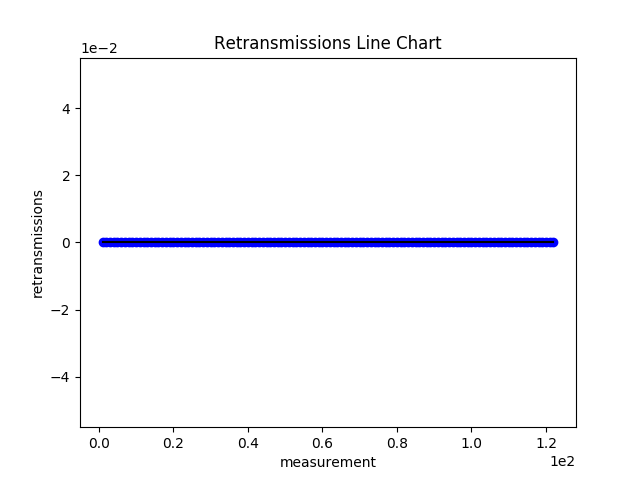 Retransmissions Line Chart
1e−2
4
2
0
−2
−4
retransmissions
0.0 0.2 0.4 0.6 0.8 1.0 1.2
1e2
measurement